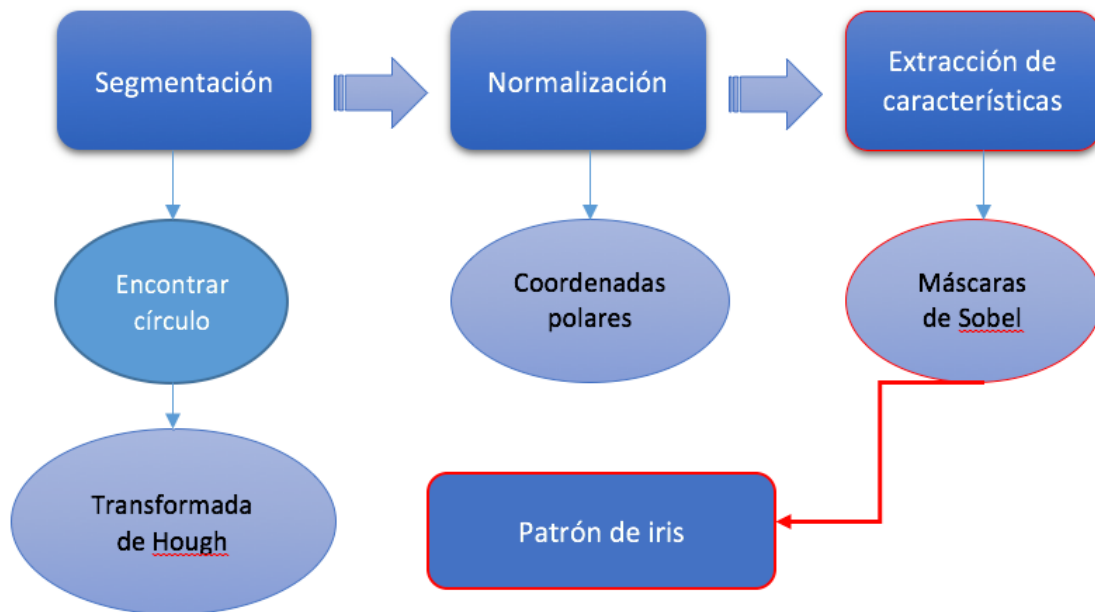 Segmentación
Normalización
Extracción de
características
Encontrar
círculo
Coordenadas
polares
Máscaras
de Sobel
Transformada
de Hough
Patrón de iris